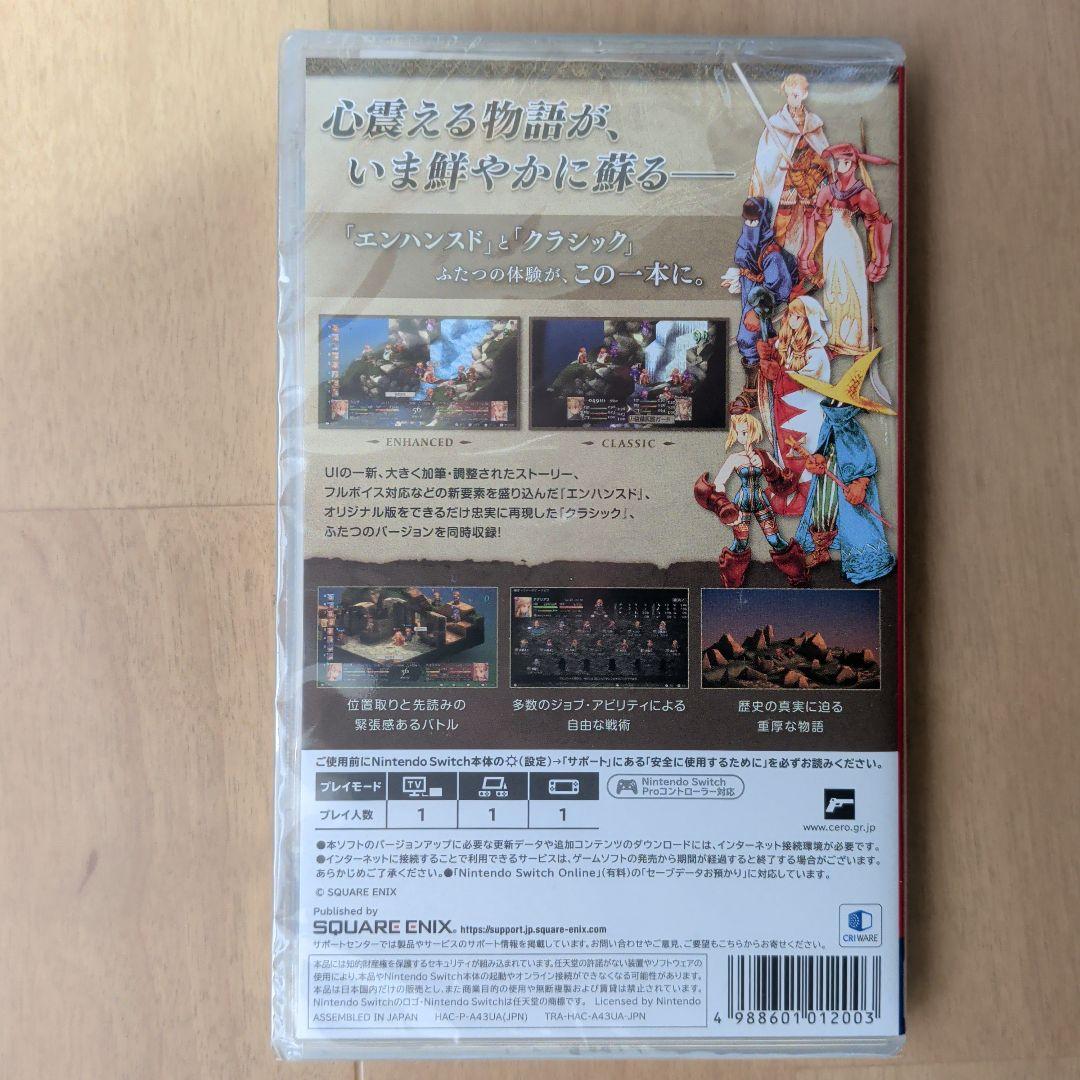 心震える物語が、
いま鮮やかに蘇る——
「エンハンスド」と「クラシック」
ふたつの体験が、この一本に。
ENHANCED
CLASSIC
UIの一新、大きく加筆・調整されたストーリー、
フルボイス対応などの新要素を盛り込んだ『エンハンスド』、
オリジナル版をできるだけ忠実に再現した『クラシック』、
ふたつのバージョンを同時収録!
位置取りと先読みの
緊張感あるバトル
多数のジョブ・アビリティによる
自由な戦術
歴史の真実に迫る
重厚な物語
ご使用前にNintendo Switch本体の(設定)→「サポート」にある「安全に使用するために」を必ずお読みください。
プレイモード
TV
Nintendo Switch
Proコントローラー対応
プレイ人数 1 1 1
www.cero.gr.jp
●本ソフトのバージョンアップに必要な更新データや追加コンテンツのダウンロードには、インターネット接続環境が必要です。
●インターネットに接続することで利用できるサービスは、ゲームソフトの発売から期間が経過すると終了する場合がございます。
あらかじめご了承ください。●「Nintendo Switch Online」(有料)の「セーブデータお預かり」に対応しています。
© SQUARE ENIX
Published by
SQUARE ENIX. https://support.jp.square-enix.com
サポートセンターでは製品やサービスのサポート情報を掲載しています。お問い合わせやご意見、ご要望もこちらからお寄せください。
CRIWARE
本品には知的財産権を保護するセキュリティが組み込まれています。任天堂の許諾がない装置やソフトウェアの
使用により、本品やNintendo Switch本体の起動やオンライン接続ができなくなる可能性があります。
本品は日本国内だけの販売とし、また商業目的の使用や無断複製および賃貸は禁止されています。
Nintendo Switchのロゴ・Nintendo Switchは任天堂の商標です。 Licensed by Nintendo
ASSEMBLED IN JAPAN HAC-P-A43UA(JPN) TRA-HAC-A43UA-JPN
4 988601 012003